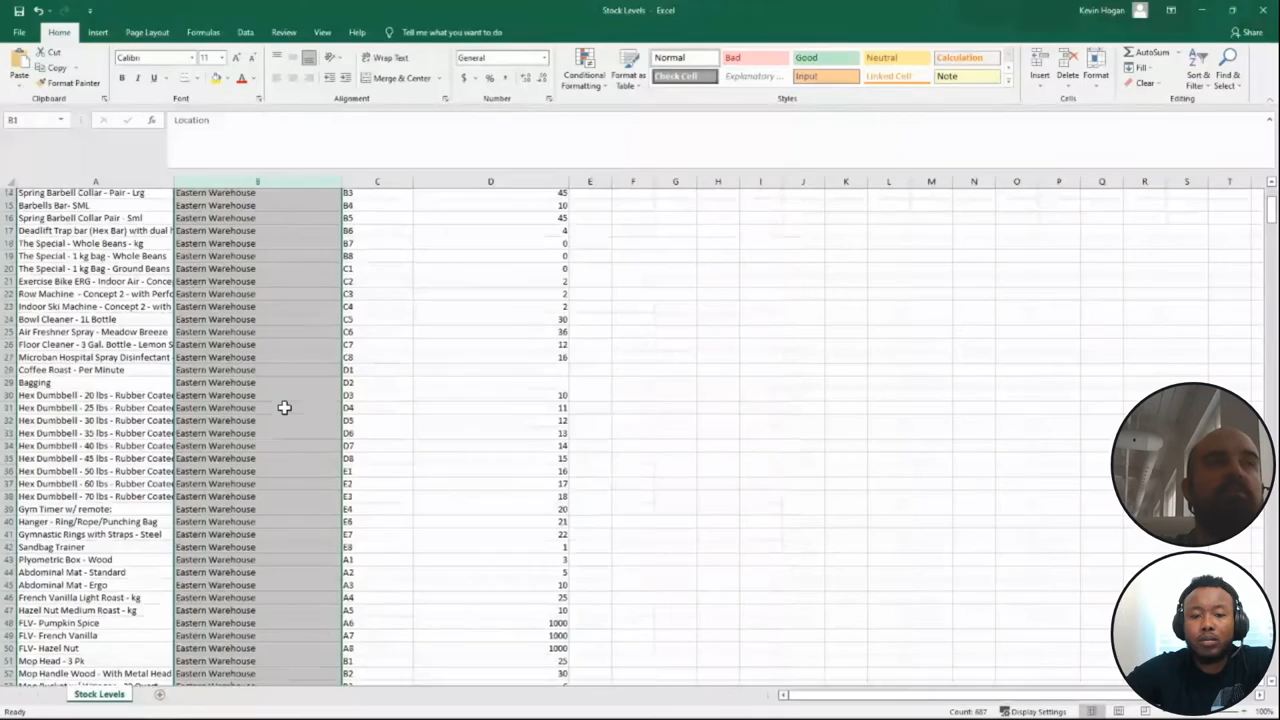 Stock Levels - Excel
Kevin Hogan
File Home Insert Page Layout Formulas Data Review View Help Tell me what you want to do Share
Paste
Cut
Copy
Format Painter
Clipboard
Calibri 11
B I U
Font
Wrap Text
Merge & Center
Alignment
General
$ % ,
Number
Conditional Formatting
Format as Table
Normal Bad Good Neutral Calculation
Check Cell Explanatory ... Input Linked Cell Note
Styles
Insert Delete Format
Cells
AutoSum
Fill
Clear
Sort & Filter
Find & Select
Editing
B1 fx Location
A B C D E F G H I J K L M N O P Q R S T
14 Spring Barbell Collar - Pair - Lrg Eastern Warehouse B3 45
15 Barbells Bar- SML Eastern Warehouse B4 10
16 Spring Barbell Collar Pair - Sml Eastern Warehouse B5 45
17 Deadlift Trap bar (Hex Bar) with dual h Eastern Warehouse B6 4
18 The Special - Whole Beans - kg Eastern Warehouse B7 0
19 The Special - 1 kg bag - Whole Beans Eastern Warehouse B8 0
20 The Special - 1 kg Bag - Ground Beans Eastern Warehouse C1 0
21 Exercise Bike ERG - Indoor Air - Conce Eastern Warehouse C2 2
22 Row Machine - Concept 2 - with Perfo Eastern Warehouse C3 2
23 Indoor Ski Machine - Concept 2 - with Eastern Warehouse C4 2
24 Bowl Cleaner - 1L Bottle Eastern Warehouse C5 30
25 Air Freshner Spray - Meadow Breeze Eastern Warehouse C6 36
26 Floor Cleaner - 3 Gal. Bottle - Lemon S Eastern Warehouse C7 12
27 Microban Hospital Spray Disinfectant Eastern Warehouse C8 16
28 Coffee Roast - Per Minute Eastern Warehouse D1
29 Bagging Eastern Warehouse D2
30 Hex Dumbbell - 20 lbs - Rubber Coate Eastern Warehouse D3 10
31 Hex Dumbbell - 25 lbs - Rubber Coate Eastern Warehouse D4 11
32 Hex Dumbbell - 30 lbs - Rubber Coate Eastern Warehouse D5 12
33 Hex Dumbbell - 35 lbs - Rubber Coate Eastern Warehouse D6 13
34 Hex Dumbbell - 40 lbs - Rubber Coate Eastern Warehouse D7 14
35 Hex Dumbbell - 45 lbs - Rubber Coate Eastern Warehouse D8 15
36 Hex Dumbbell - 50 lbs - Rubber Coate Eastern Warehouse E1 16
37 Hex Dumbbell - 60 lbs - Rubber Coate Eastern Warehouse E2 17
38 Hex Dumbbell - 70 lbs - Rubber Coate Eastern Warehouse E3 18
39 Gym Timer w/ remote: Eastern Warehouse E4 20
40 Hanger - Ring/Rope/Punching Bag Eastern Warehouse E6 21
41 Gymnastic Rings with Straps - Steel Eastern Warehouse E7 22
42 Sandbag Trainer Eastern Warehouse E8 1
43 Plyometric Box - Wood Eastern Warehouse A1 3
44 Abdominal Mat - Standard Eastern Warehouse A2 5
45 Abdominal Mat - Ergo Eastern Warehouse A3 10
46 French Vanilla Light Roast - kg Eastern Warehouse A4 25
47 Hazel Nut Medium Roast - kg Eastern Warehouse A5 10
48 FLV- Pumpkin Spice Eastern Warehouse A6 1000
49 FLV- French Vanilla Eastern Warehouse A7 1000
50 FLV- Hazel Nut Eastern Warehouse A8 1000
51 Mop Head - 3 Pk Eastern Warehouse B1 25
52 Mop Handle Wood - With Metal Head Eastern Warehouse B2 30
Stock Levels
Ready Count: 687 Display Settings 100%